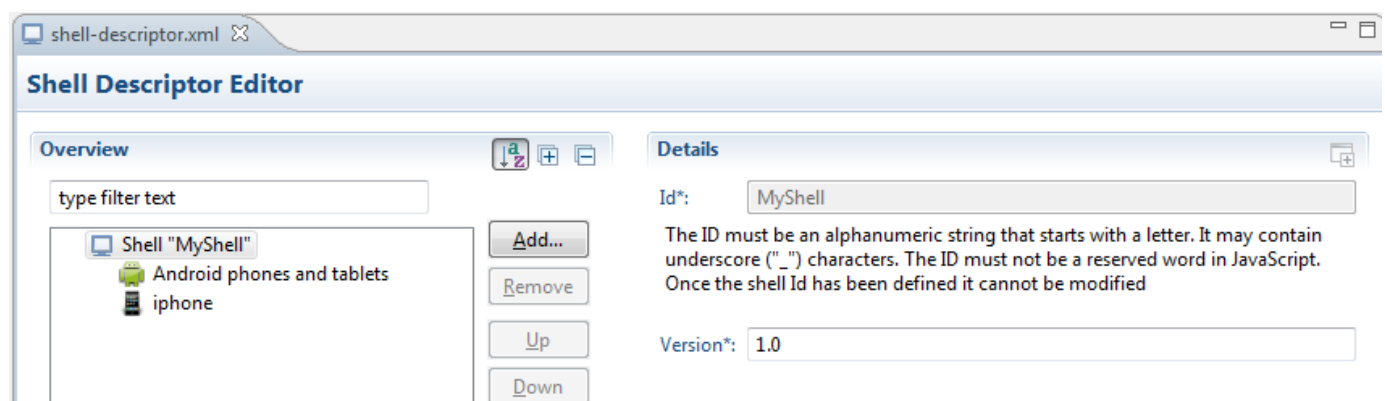 shell-descriptor.xml
Shell Descriptor Editor
Overview
type filter text
Shell "MyShell"
Android phones and tablets
iphone
Add...
Remove
Up
Down
Details
Id*: MyShell
The ID must be an alphanumeric string that starts with a letter. It may contain
underscore ("_") characters. The ID must not be a reserved word in JavaScript.
Once the shell Id has been defined it cannot be modified
Version*: 1.0